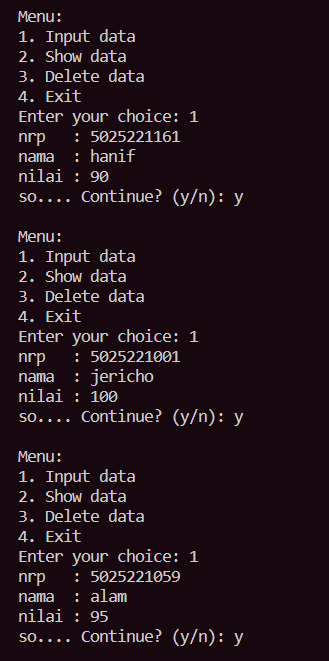 Menu:
1. Input data
2. Show data
3. Delete data
4. Exit
Enter your choice: 1
nrp   : 5025221161
nama  : hanif
nilai : 90
so.... Continue? (y/n): y

Menu:
1. Input data
2. Show data
3. Delete data
4. Exit
Enter your choice: 1
nrp   : 5025221001
nama  : jericho
nilai : 100
so.... Continue? (y/n): y

Menu:
1. Input data
2. Show data
3. Delete data
4. Exit
Enter your choice: 1
nrp   : 5025221059
nama  : alam
nilai : 95
so.... Continue? (y/n): y